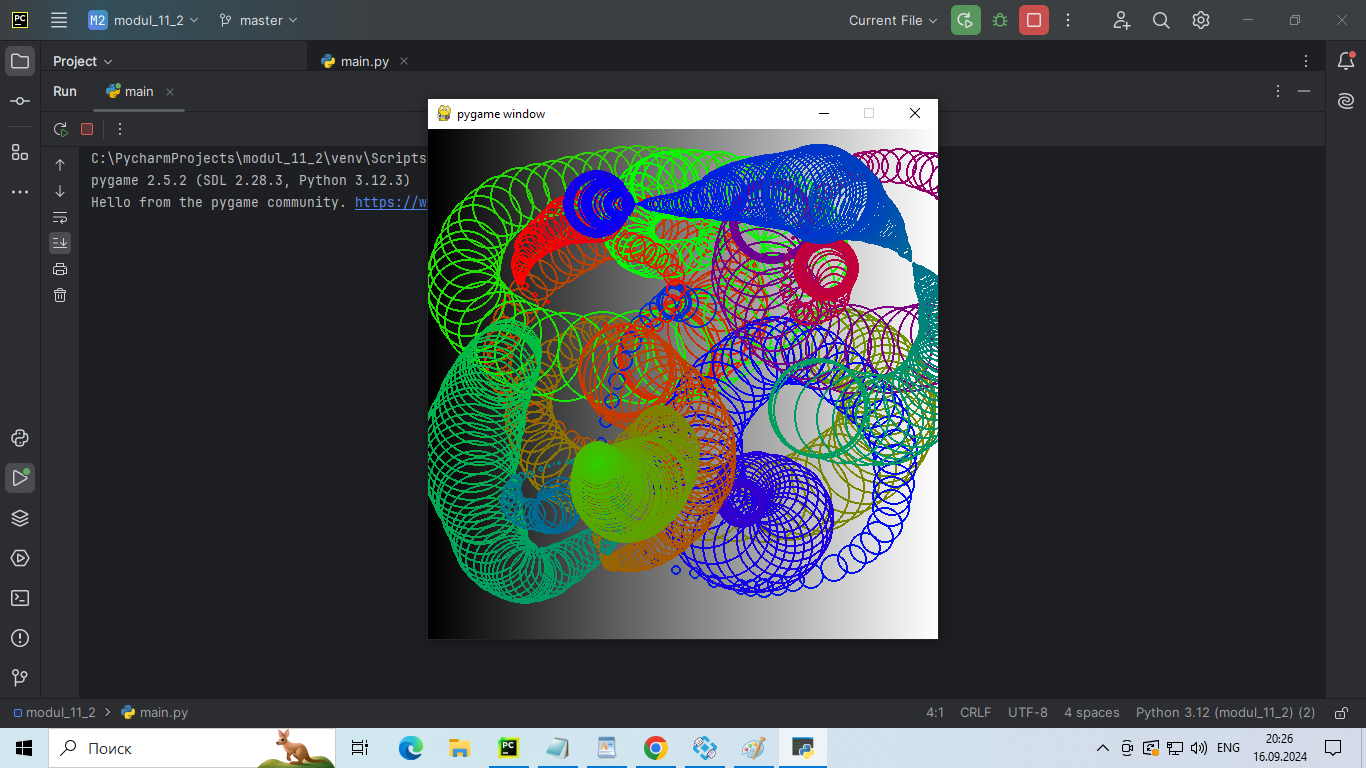 PC M2 modul_11_2 master Current File
Project main.py
Run main
pygame window
C:\PycharmProjects\modul_11_2\venv\Scripts
pygame 2.5.2 (SDL 2.28.3, Python 3.12.3)
Hello from the pygame community. https://w
modul_11_2 > main.py 4:1 CRLF UTF-8 4 spaces Python 3.12 (modul_11_2) (2)
Поиск PC ENG 20:26
16.09.2024